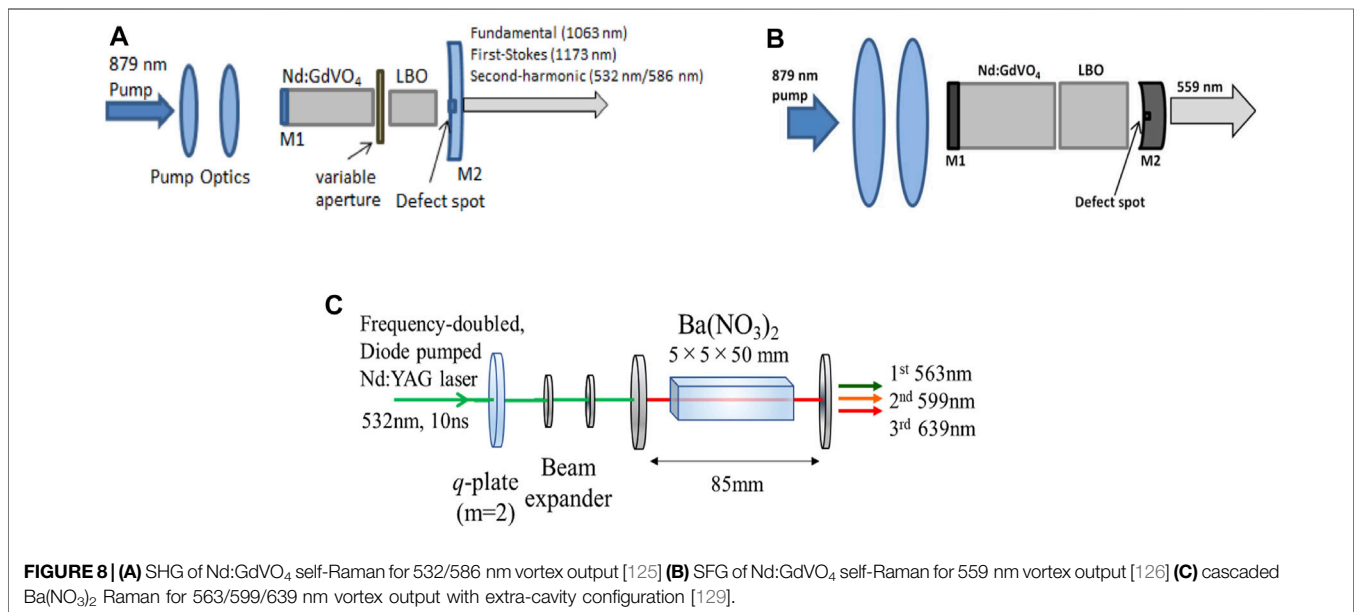 A
879 nm
Pump
Nd:GdVO₄
LBO
Fundamental (1063 nm)
First-Stokes (1173 nm)
Second-harmonic (532 nm/586 nm)
M1
M2
Pump Optics
variable
aperture
Defect spot
B
879 nm
pump
Nd:GdVO₄
LBO
559 nm
M1
M2
Defect spot
C
Frequency-doubled,
Diode pumped
Nd:YAG laser
532nm, 10ns
q-plate
(m=2)
Beam
expander
Ba(NO₃)₂
5 × 5 × 50 mm
85mm
1st 563nm
2nd 599nm
3rd 639nm
FIGURE 8 | (A) SHG of Nd:GdVO₄ self-Raman for 532/586 nm vortex output [125] (B) SFG of Nd:GdVO₄ self-Raman for 559 nm vortex output [126] (C) cascaded
Ba(NO₃)₂ Raman for 563/599/639 nm vortex output with extra-cavity configuration [129].